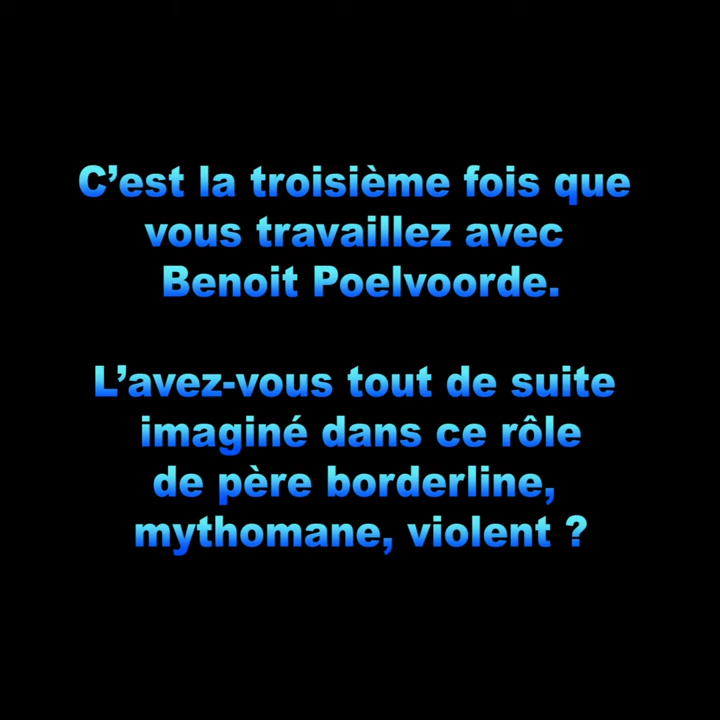 C’est la troisième fois que
vous travaillez avec
Benoit Poelvoorde.
L’avez-vous tout de suite
imaginé dans ce rôle
de père borderline,
mythomane, violent ?